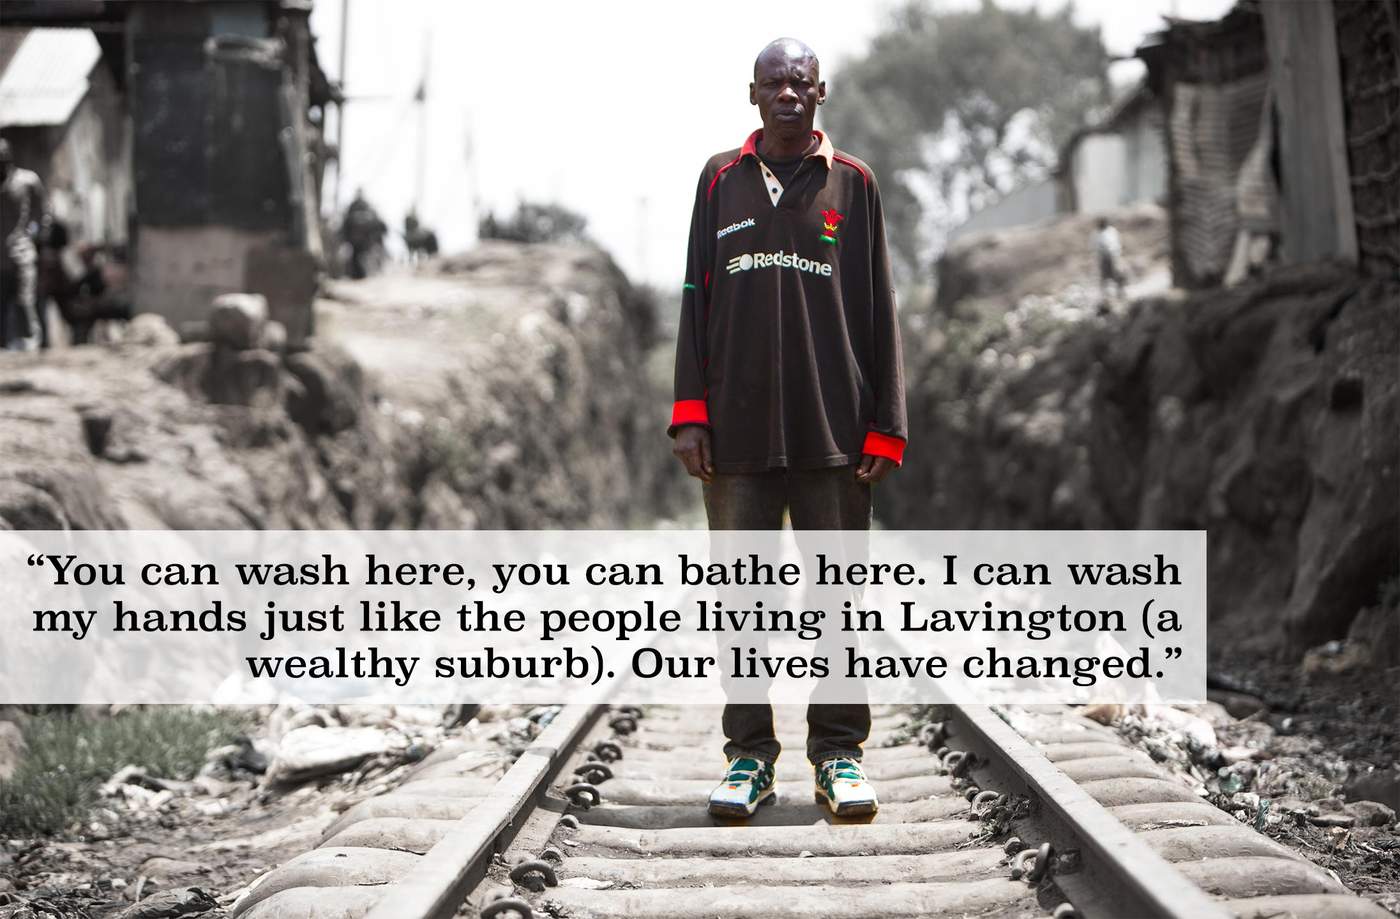 Reebok
Redstone
“You can wash here, you can bathe here. I can wash
my hands just like the people living in Lavington (a
wealthy suburb). Our lives have changed.”